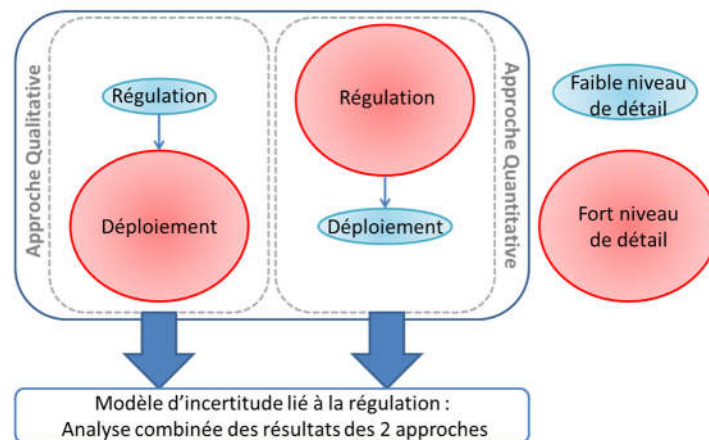 Approche Qualitative
Régulation
Déploiement
Régulation
Déploiement
Approche Quantitative
Faible niveau
de détail
Fort niveau
de détail
Modèle d'incertitude lié à la régulation :
Analyse combinée des résultats des 2 approches